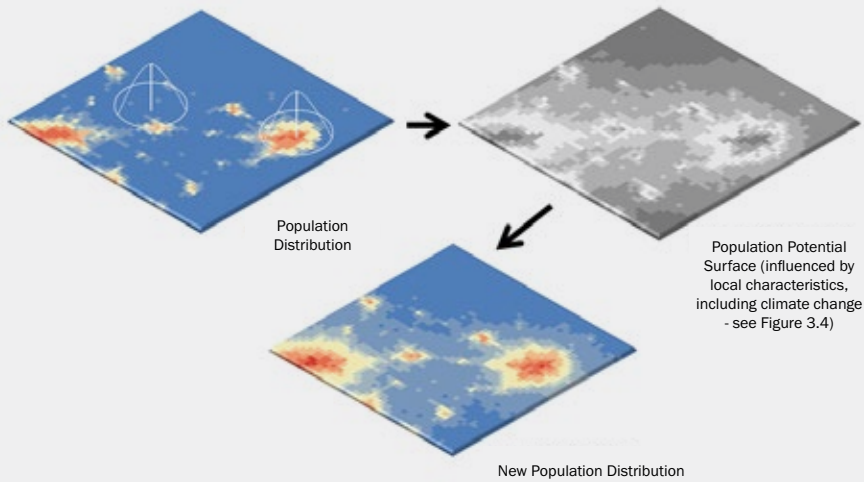 Population
Distribution
Population Potential
Surface (influenced by
local characteristics,
including climate change
- see Figure 3.4)
New Population Distribution